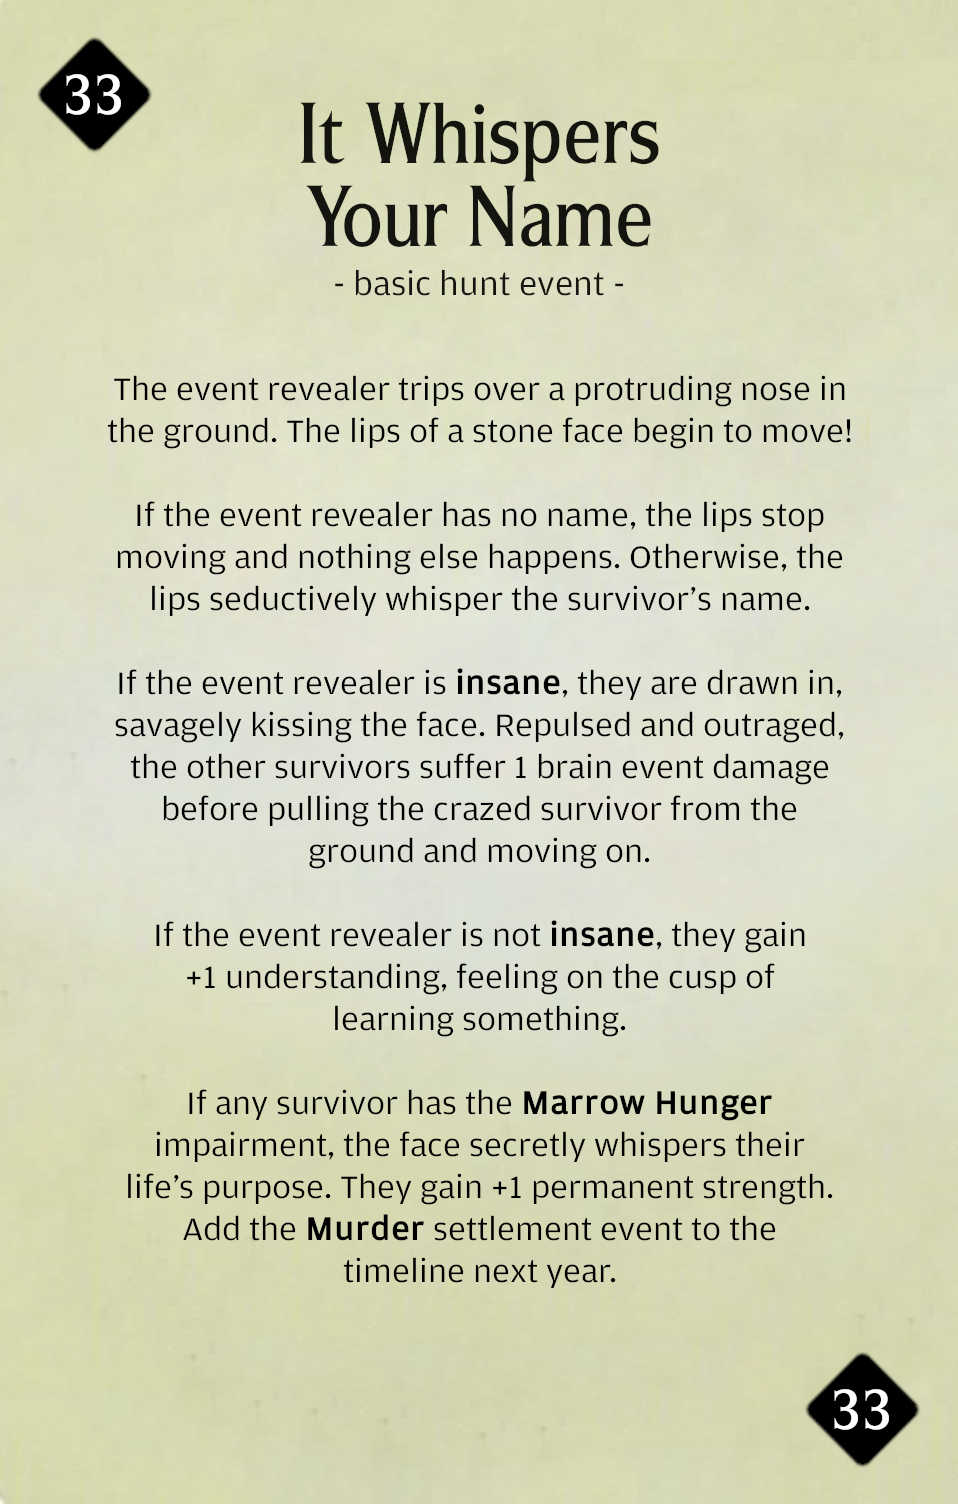 33
It Whispers
Your Name
- basic hunt event -
The event revealer trips over a protruding nose in
the ground. The lips of a stone face begin to move!
If the event revealer has no name, the lips stop
moving and nothing else happens. Otherwise, the
lips seductively whisper the survivor’s name.
If the event revealer is insane, they are drawn in,
savagely kissing the face. Repulsed and outraged,
the other survivors suffer 1 brain event damage
before pulling the crazed survivor from the
ground and moving on.
If the event revealer is not insane, they gain
+1 understanding, feeling on the cusp of
learning something.
If any survivor has the Marrow Hunger
impairment, the face secretly whispers their
life’s purpose. They gain +1 permanent strength.
Add the Murder settlement event to the
timeline next year.
33